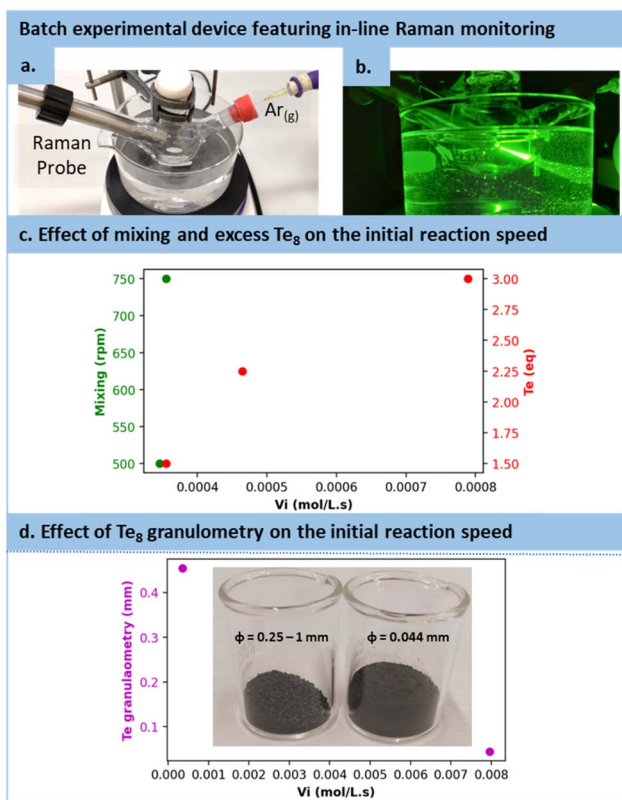 Batch experimental device featuring in-line Raman monitoring
a.
b.
Ar(g)
Raman
Probe
c. Effect of mixing and excess Te8 on the initial reaction speed
750
700
650
600
550
500
Mixing (rpm)
3.00
2.75
2.50
2.25
2.00
1.75
1.50
Te (eq)
0.0004 0.0005 0.0006 0.0007 0.0008
Vi (mol/L.s)
d. Effect of Te8 granulometry on the initial reaction speed
0.4
0.3
0.2
0.1
Te granulaometry (mm)
ϕ = 0.25 – 1 mm
ϕ = 0.044 mm
0.000 0.001 0.002 0.003 0.004 0.005 0.006 0.007 0.008
Vi (mol/L.s)